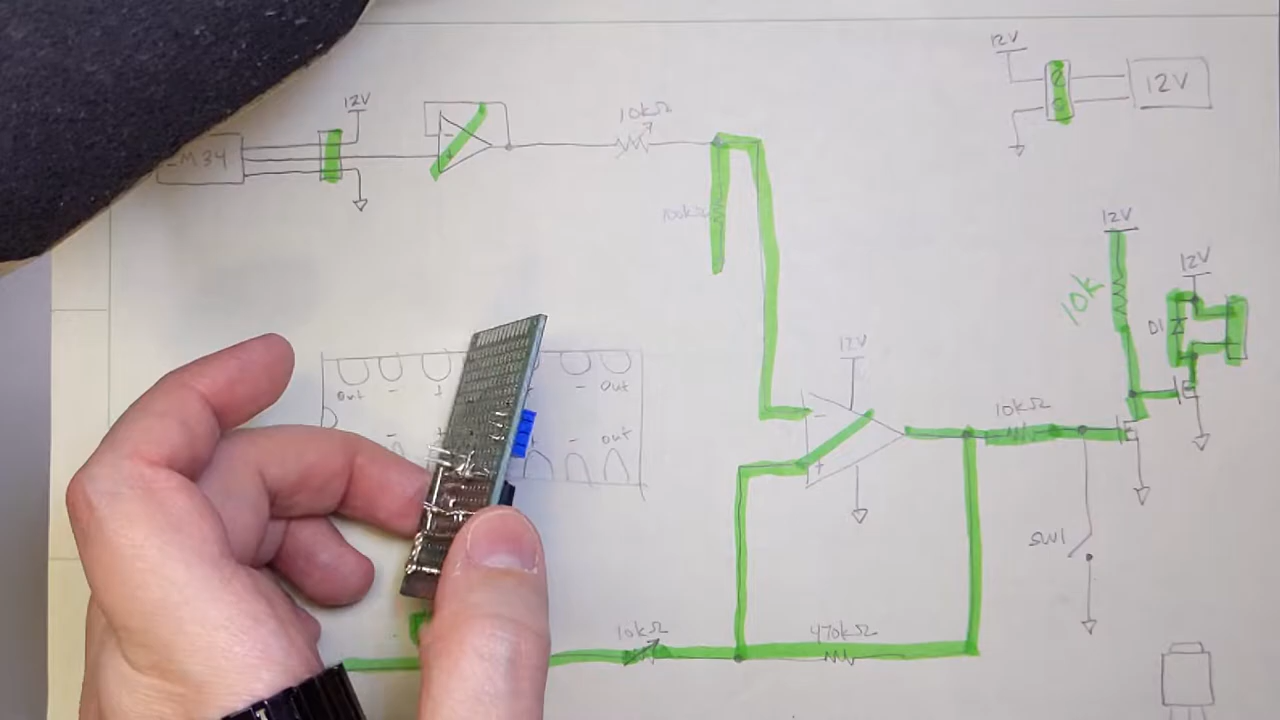 12V
12V
12V
10kΩ
LM34
100kΩ
12V
12V
10k
D1
12V
Out
-
+
-
Out
10kΩ
-
+
-
out
+
SW1
10kΩ
470kΩ